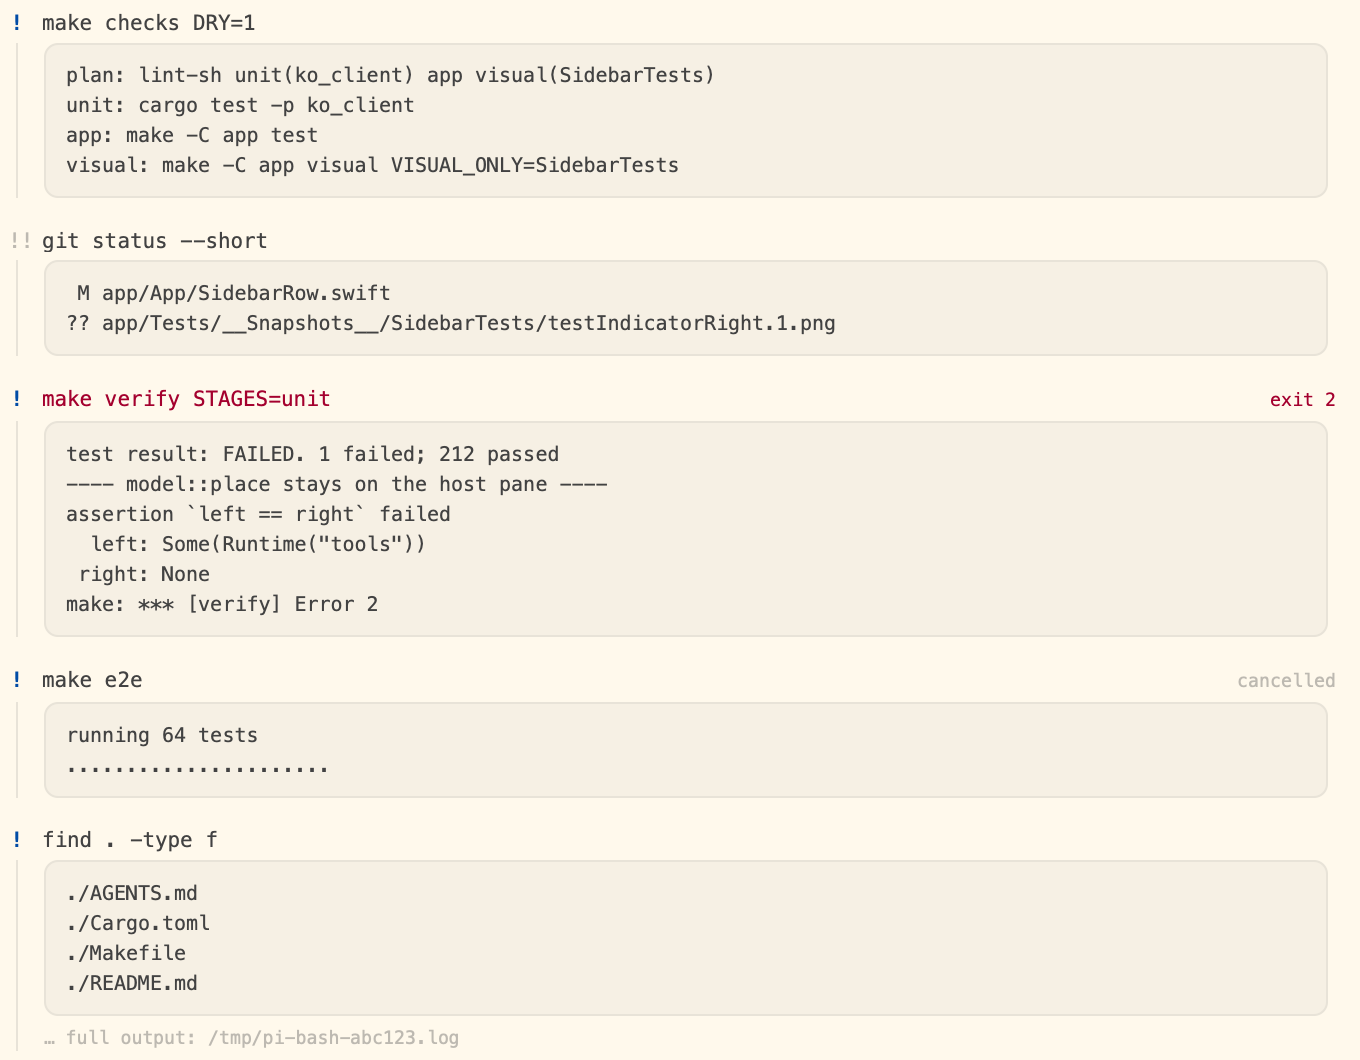 ! make checks DRY=1
plan: lint-sh unit(ko_client) app visual(SidebarTests)
unit: cargo test -p ko_client
app: make -C app test
visual: make -C app visual VISUAL_ONLY=SidebarTests
!! git status --short
 M app/App/SidebarRow.swift
?? app/Tests/__Snapshots__/SidebarTests/testIndicatorRight.1.png
! make verify STAGES=unit exit 2
test result: FAILED. 1 failed; 212 passed
---- model::place stays on the host pane ----
assertion `left == right` failed
  left: Some(Runtime("tools"))
 right: None
make: *** [verify] Error 2
! make e2e cancelled
running 64 tests
......................
! find . -type f
./AGENTS.md
./Cargo.toml
./Makefile
./README.md
… full output: /tmp/pi-bash-abc123.log